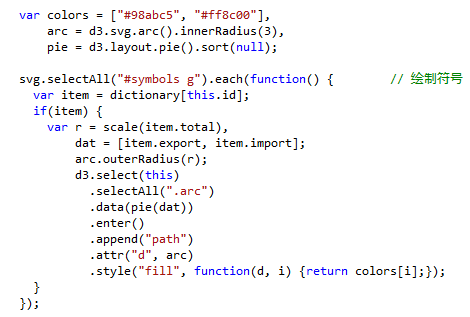 var colors = ["#98abc5", "#ff8c00"],
    arc = d3.svg.arc().innerRadius(3),
    pie = d3.layout.pie().sort(null);

svg.selectAll("#symbols g").each(function() {        // 绘制符号
  var item = dictionary[this.id];
  if(item) {
    var r = scale(item.total),
        dat = [item.export, item.import];
        arc.outerRadius(r);
        d3.select(this)
          .selectAll(".arc")
          .data(pie(dat))
          .enter()
          .append("path")
          .attr("d", arc)
          .style("fill", function(d, i) {return colors[i];});
  }
});